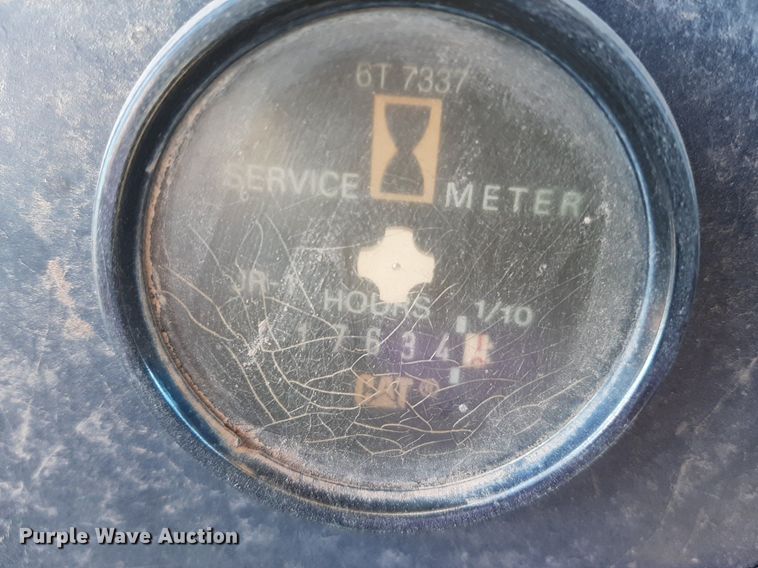 6T 7337
SERVICE METER
HOURS 1/10
17634
CAT®
Purple Wave Auction